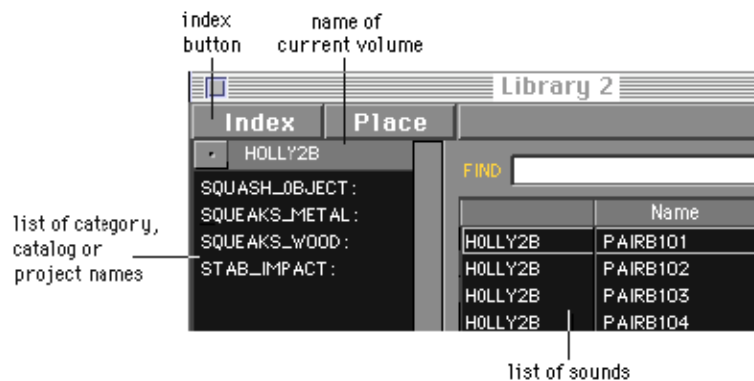 index
button
name of
current volume
Library 2
Index
Place
HOLLY2B
SQUASH_OBJECT:
SQUEAKS_METAL:
SQUEAKS_WOOD:
STAB_IMPACT:
list of category,
catalog or
project names
FIND
Name
HOLLY2B PAIRB101
HOLLY2B PAIRB102
HOLLY2B PAIRB103
HOLLY2B PAIRB104
list of sounds